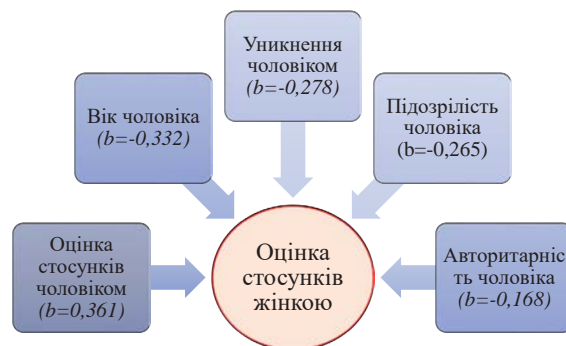 Уникнення
чоловіком
(b=-0,278)
Вік чоловіка
(b=-0,332)
Підозрілість
чоловіка
(b=-0,265)
Оцінка
стосунків
чоловіком
(b=0,361)
Оцінка
стосунків
жінкою
Авторитарніс
ть чоловіка
(b=-0,168)